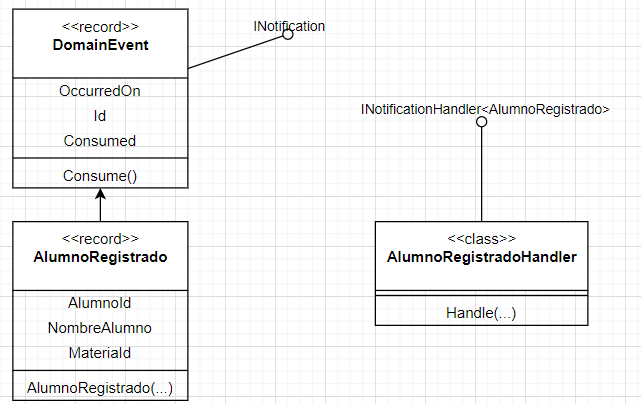 <<record>>
DomainEvent
OccurredOn
Id
Consumed
Consume()
INotification
INotificationHandler<AlumnoRegistrado>
<<record>>
AlumnoRegistrado
AlumnoId
NombreAlumno
MateriaId
AlumnoRegistrado(...)
<<class>>
AlumnoRegistradoHandler
Handle(...)